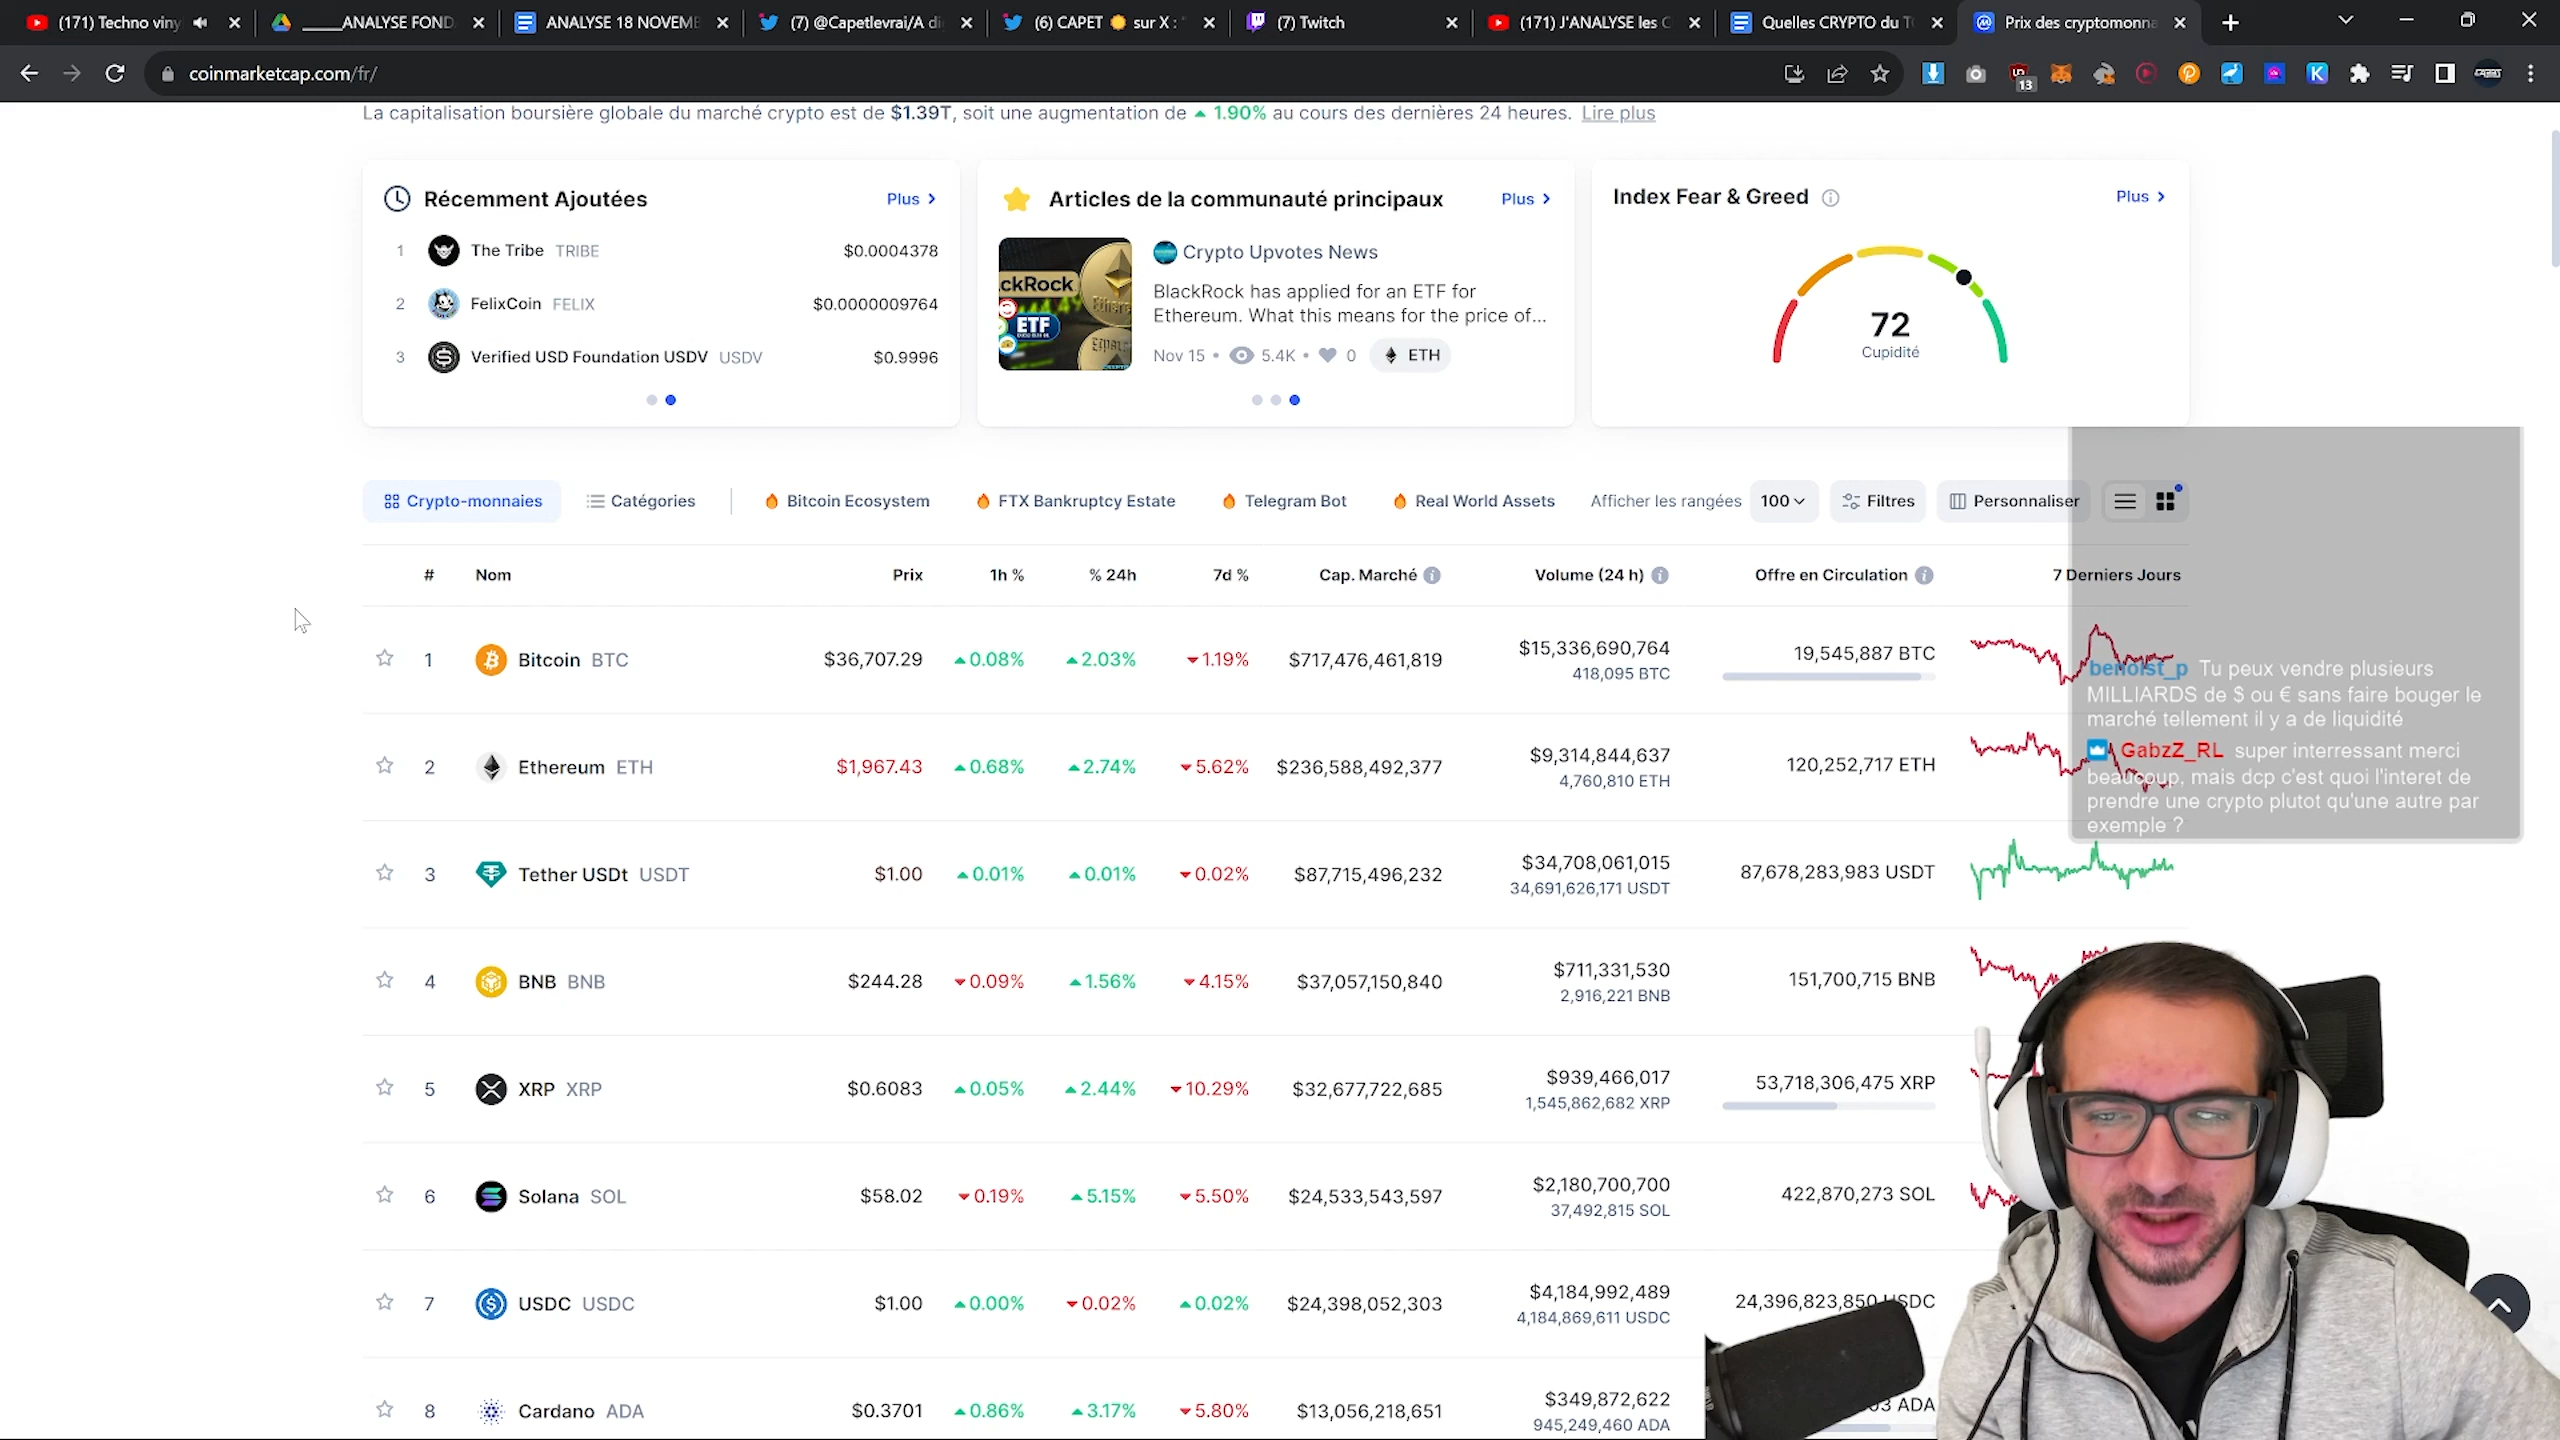 (171) Techno viny
_____ANALYSE FOND
ANALYSE 18 NOVEME
(7) @Capetlevrai/A di
(6) CAPET sur X : "
(7) Twitch
(171) J'ANALYSE les C
Quelles CRYPTO du T
Prix des cryptomonna
coinmarketcap.com/fr/
13
La capitalisation boursière globale du marché crypto est de $1.39T, soit une augmentation de 1.90% au cours des dernières 24 heures. Lire plus
Récemment Ajoutées
Plus >
1 The Tribe TRIBE $0.0004378
2 FelixCoin FELIX $0.0000009764
3 Verified USD Foundation USDV USDV $0.9996
Articles de la communauté principaux
Plus >
ckRock
ETF
Crypto Upvotes News
BlackRock has applied for an ETF for
Ethereum. What this means for the price of...
Nov 15 • 5.4K • 0 ETH
Index Fear & Greed
Plus >
72
Cupidité
Crypto-monnaies Catégories Bitcoin Ecosystem FTX Bankruptcy Estate Telegram Bot Real World Assets Afficher les rangées 100 Filtres Personnaliser
# Nom Prix 1h % % 24h 7d % Cap. Marché Volume (24 h) Offre en Circulation 7 Derniers Jours
1 Bitcoin BTC $36,707.29 0.08% 2.03% 1.19% $717,476,461,819 $15,336,690,764 19,545,887 BTC
418,095 BTC
2 Ethereum ETH $1,967.43 0.68% 2.74% 5.62% $236,588,492,377 $9,314,844,637 120,252,717 ETH
4,760,810 ETH
3 Tether USDt USDT $1.00 0.01% 0.01% 0.02% $87,715,496,232 $34,708,061,015 87,678,283,983 USDT
34,691,626,171 USDT
4 BNB BNB $244.28 0.09% 1.56% 4.15% $37,057,150,840 $711,331,530 151,700,715 BNB
2,916,221 BNB
5 XRP XRP $0.6083 0.05% 2.44% 10.29% $32,677,722,685 $939,466,017 53,718,306,475 XRP
1,545,862,682 XRP
6 Solana SOL $58.02 0.19% 5.15% 5.50% $24,533,543,597 $2,180,700,700 422,870,273 SOL
37,492,815 SOL
7 USDC USDC $1.00 0.00% 0.02% 0.02% $24,398,052,303 $4,184,992,489 24,396,823,850 USDC
4,184,869,611 USDC
8 Cardano ADA $0.3701 0.86% 3.17% 5.80% $13,056,218,651 $349,872,622 ADA
945,249,460 ADA
benoist_p Tu peux vendre plusieurs
MILLIARDS de $ ou € sans faire bouger le
marché tellement il y a de liquidité
GabzZ_RL super interressant merci
beaucoup, mais dcp c'est quoi l'interet de
prendre une crypto plutot qu'une autre par
exemple ?